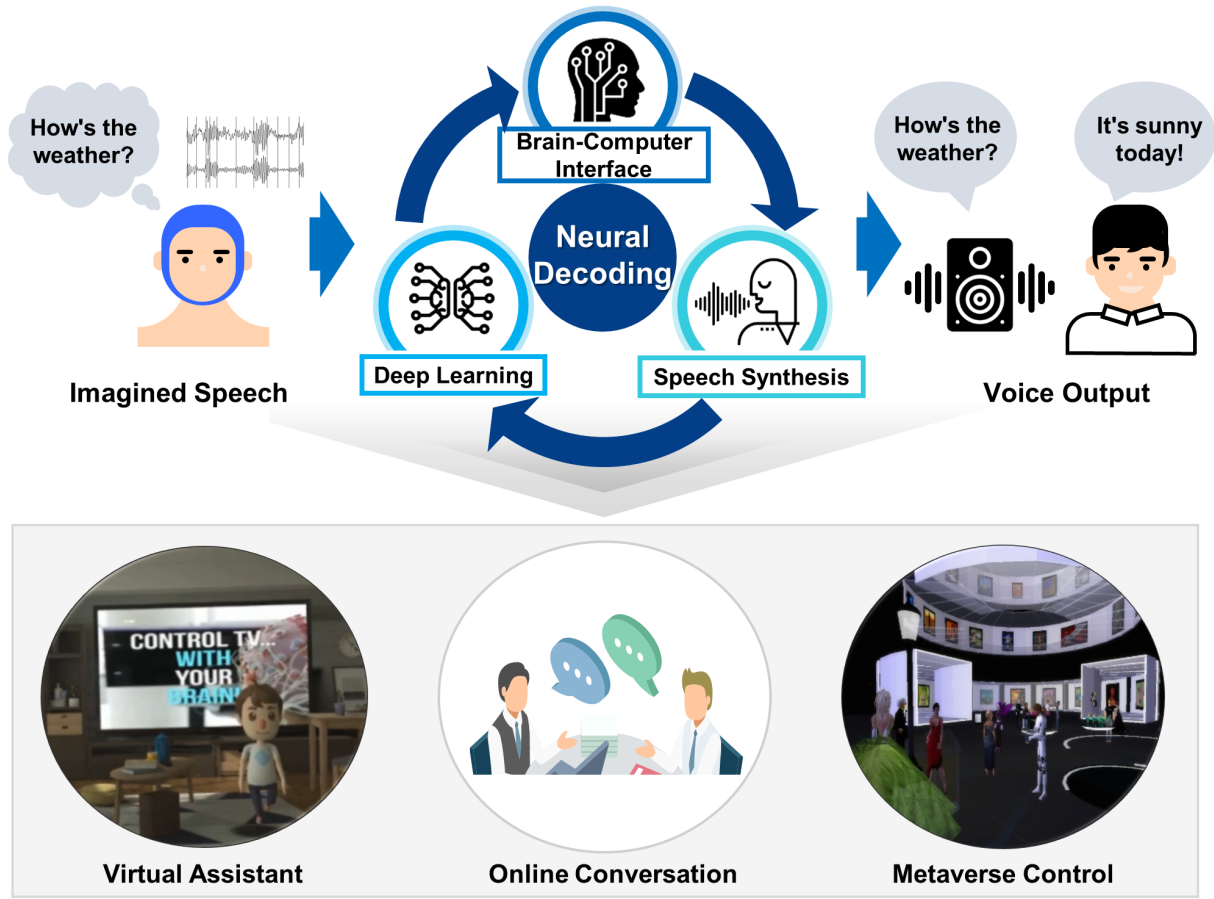 How's the
weather?
Imagined Speech
Brain-Computer
Interface
Neural
Decoding
Deep Learning
Speech Synthesis
How's the
weather?
It's sunny
today!
Voice Output
CONTROL TV...
WITH
YOUR
BRAIN!
Virtual Assistant
Online Conversation
Metaverse Control